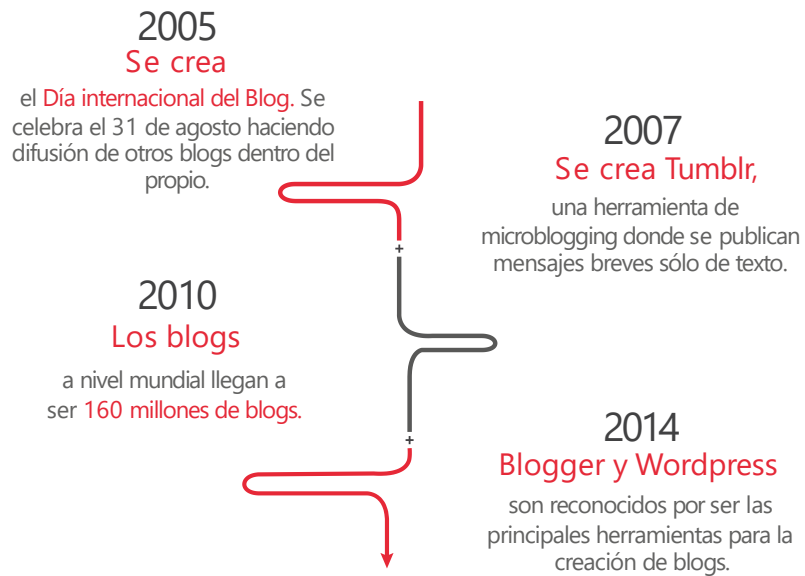 2005
Se crea
el Día internacional del Blog. Se
celebra el 31 de agosto haciendo
difusión de otros blogs dentro del
propio.
2007
Se crea Tumblr,
una herramienta de
microblogging donde se publican
mensajes breves sólo de texto.
2010
Los blogs
a nivel mundial llegan a
ser 160 millones de blogs.
2014
Blogger y Wordpress
son reconocidos por ser las
principales herramientas para la
creación de blogs.